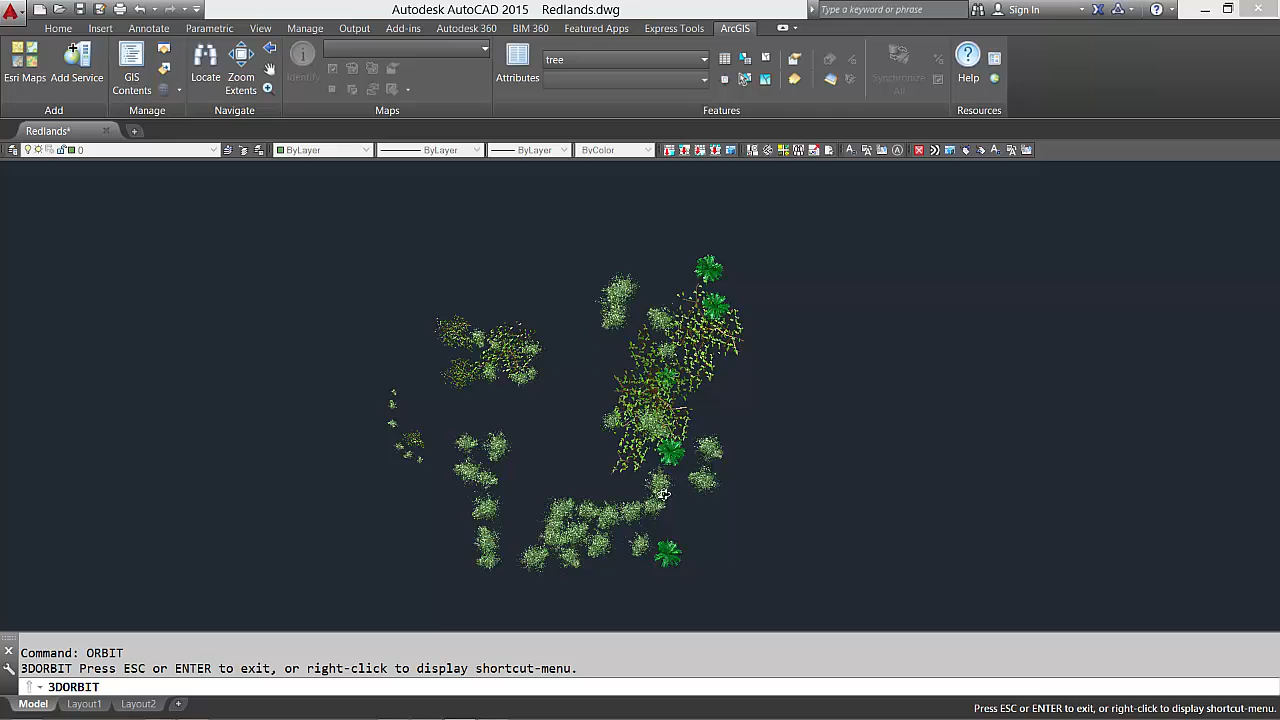 Autodesk AutoCAD 2015 Redlands.dwg
Type a keyword or phrase
Sign In
Home Insert Annotate Parametric View Manage Output Add-ins Autodesk 360 BIM 360 Featured Apps Express Tools ArcGIS
Esri Maps
Add Service
GIS Contents
Locate
Zoom Extents
Identify
Attributes
tree
Synchronize All
Help
Add Manage Navigate Maps Features Resources
Redlands*
0
ByLayer
ByLayer
ByLayer
ByColor
Command: ORBIT
3DORBIT Press ESC or ENTER to exit, or right-click to display shortcut-menu.
3DORBIT
Model Layout1 Layout2
Press ESC or ENTER to exit, or right-click to display shortcut-menu.